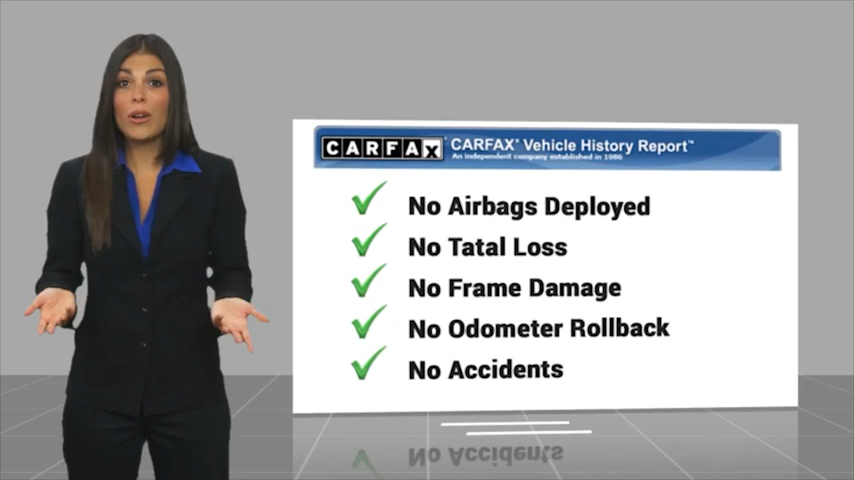 CARFAX CARFAX® Vehicle History Report™
An independent company established in 1986
No Airbags Deployed
No Tatal Loss
No Frame Damage
No Odometer Rollback
No Accidents
No Accidents